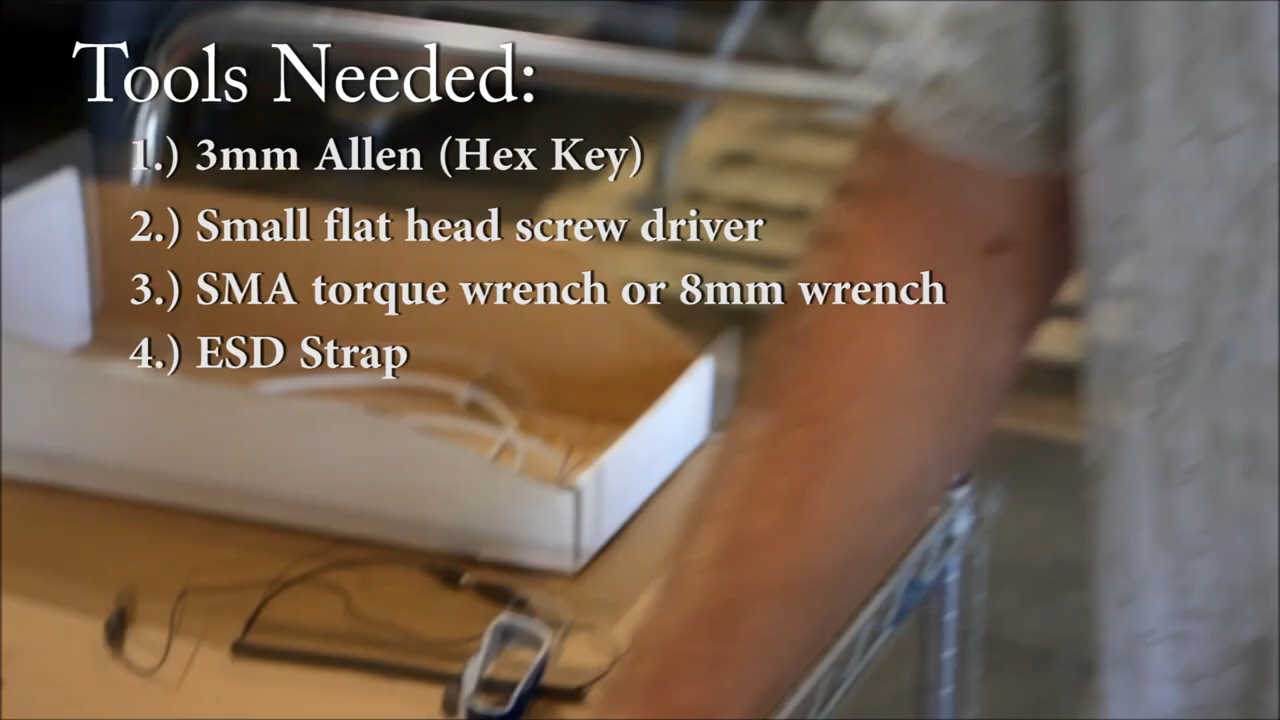 Tools Needed:
1.) 3mm Allen (Hex Key)
2.) Small flat head screw driver
3.) SMA torque wrench or 8mm wrench
4.) ESD Strap